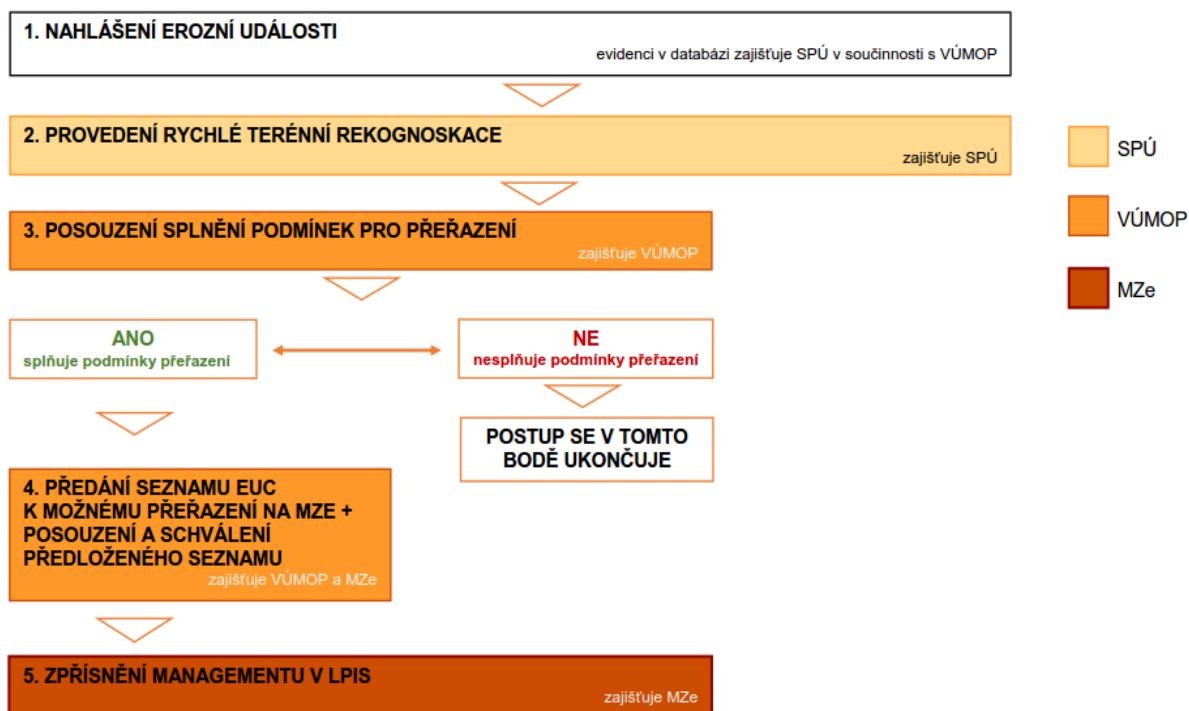 1. NAHLÁŠENÍ EROZNÍ UDÁLOSTI
evidenci v databázi zajišťuje SPÚ v součinnosti s VÚMOP
2. PROVEDENÍ RYCHLÉ TERÉNNÍ REKOGNOSKACE
zajišťuje SPÚ
3. POSOUZENÍ SPLNĚNÍ PODMÍNEK PRO PŘEŘAZENÍ
zajišťuje VÚMOP
ANO
splňuje podmínky přeřazení
NE
nesplňuje podmínky přeřazení
POSTUP SE V TOMTO
BODĚ UKONČUJE
4. PŘEDÁNÍ SEZNAMU EUC
K MOŽNÉMU PŘEŘAZENÍ NA MZE +
POSOUZENÍ A SCHVÁLENÍ
PŘEDLOŽENÉHO SEZNAMU
zajišťuje VÚMOP a MZe
5. ZPŘÍSNĚNÍ MANAGEMENTU V LPIS
zajišťuje MZe
SPÚ
VÚMOP
MZe